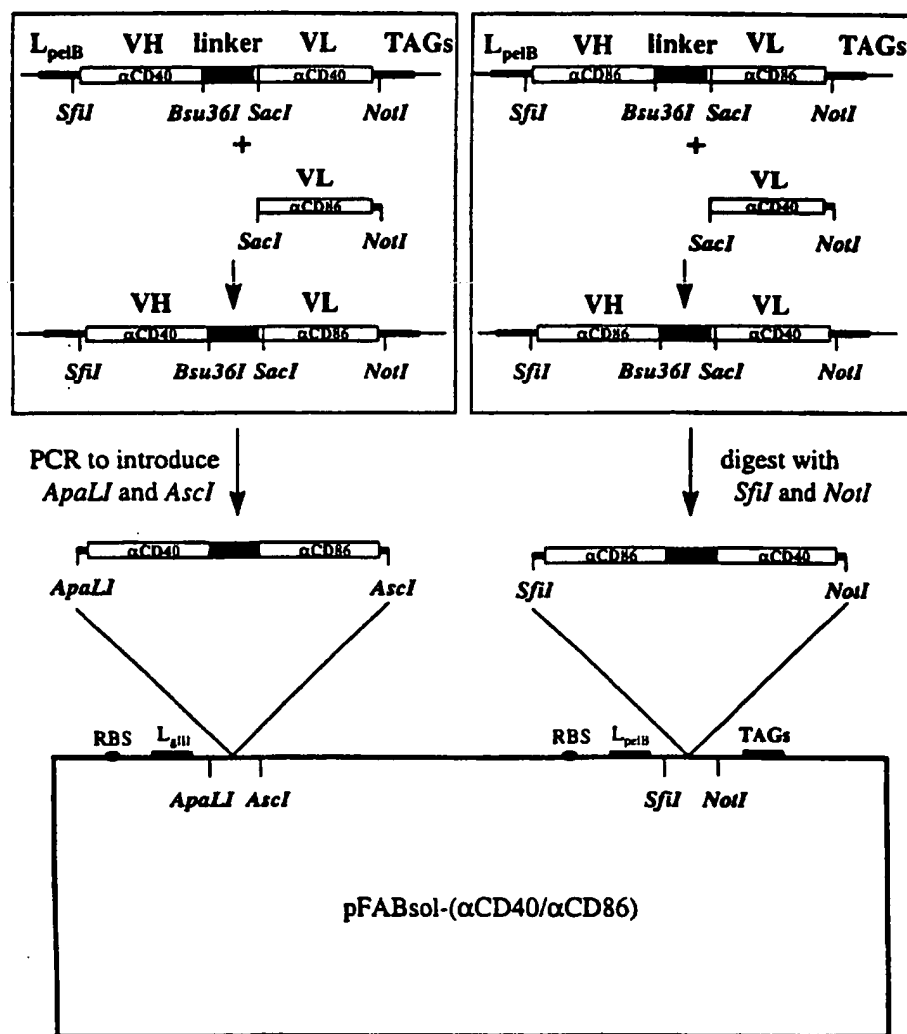 LpelB VH linker VL TAGs
αCD40 αCD40
SfiI Bsu36I SacI NotI
+
VL
αCD86
SacI NotI
VH VL
αCD40 αCD86
SfiI Bsu36I SacI NotI
LpelB VH linker VL TAGs
αCD86 αCD86
SfiI Bsu36I SacI NotI
+
VL
αCD40
SacI NotI
VH VL
αCD86 αCD40
SfiI Bsu36I SacI NotI
PCR to introduce
ApaLI and AscI
digest with
SfiI and NotI
αCD40 αCD86
ApaLI AscI
αCD86 αCD40
SfiI NotI
RBS LgIII RBS LpelB TAGs
ApaLI AscI SfiI NotI
pFABsol-(αCD40/αCD86)